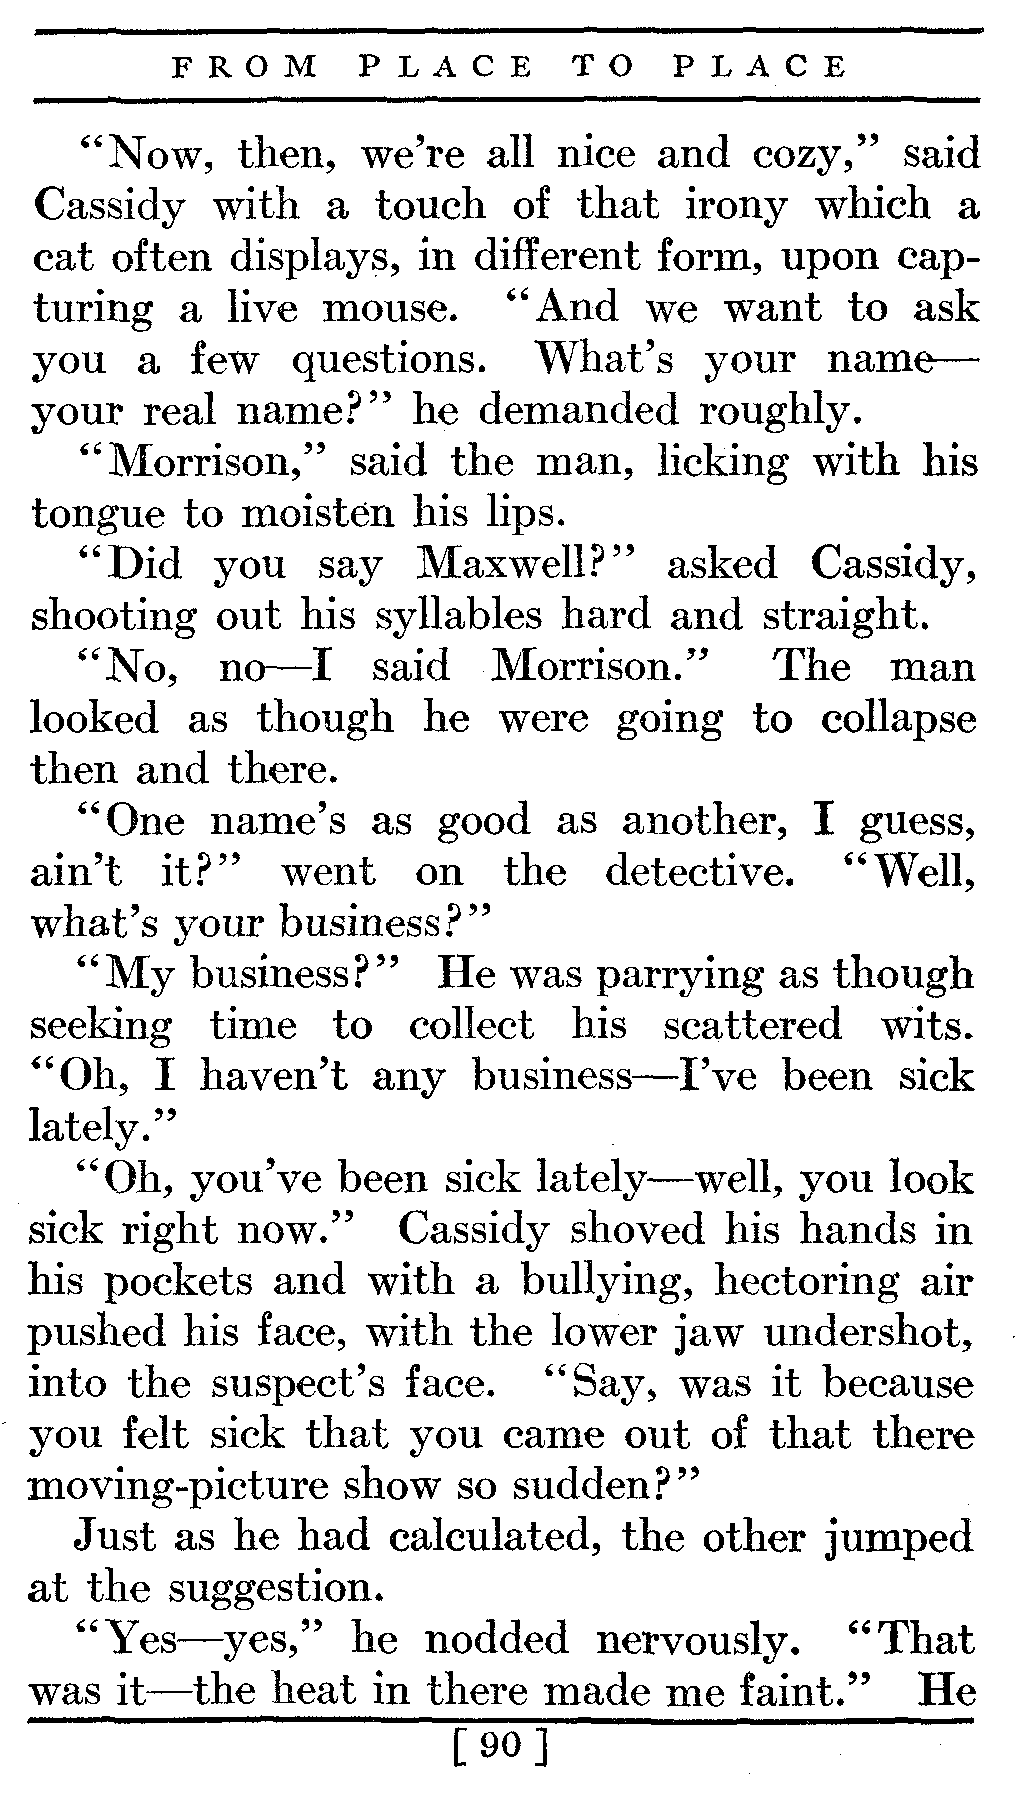 FROM PLACE TO PLACE
“Now, then, we’re all nice and cozy,” said
Cassidy with a touch of that irony which a
cat often displays, in different form, upon cap-
turing a live mouse. “And we want to ask
you a few questions. What’s your name—
your real name?” he demanded roughly.
“Morrison,” said the man, licking with his
tongue to moisten his lips.
“Did you say Maxwell?” asked Cassidy,
shooting out his syllables hard and straight.
“No, no—I said Morrison.” The man
looked as though he were going to collapse
then and there.
“One name’s as good as another, I guess,
ain’t it?” went on the detective. “Well,
what’s your business?”
“My business?” He was parrying as though
seeking time to collect his scattered wits.
“Oh, I haven’t any business—I’ve been sick
lately.”
“Oh, you’ve been sick lately—well, you look
sick right now.” Cassidy shoved his hands in
his pockets and with a bullying, hectoring air
pushed his face, with the lower jaw undershot,
into the suspect’s face. “Say, was it because
you felt sick that you came out of that there
moving-picture show so sudden?”
Just as he had calculated, the other jumped
at the suggestion.
“Yes—yes,” he nodded nervously. “That
was it—the heat in there made me faint.” He
[ 90 ]